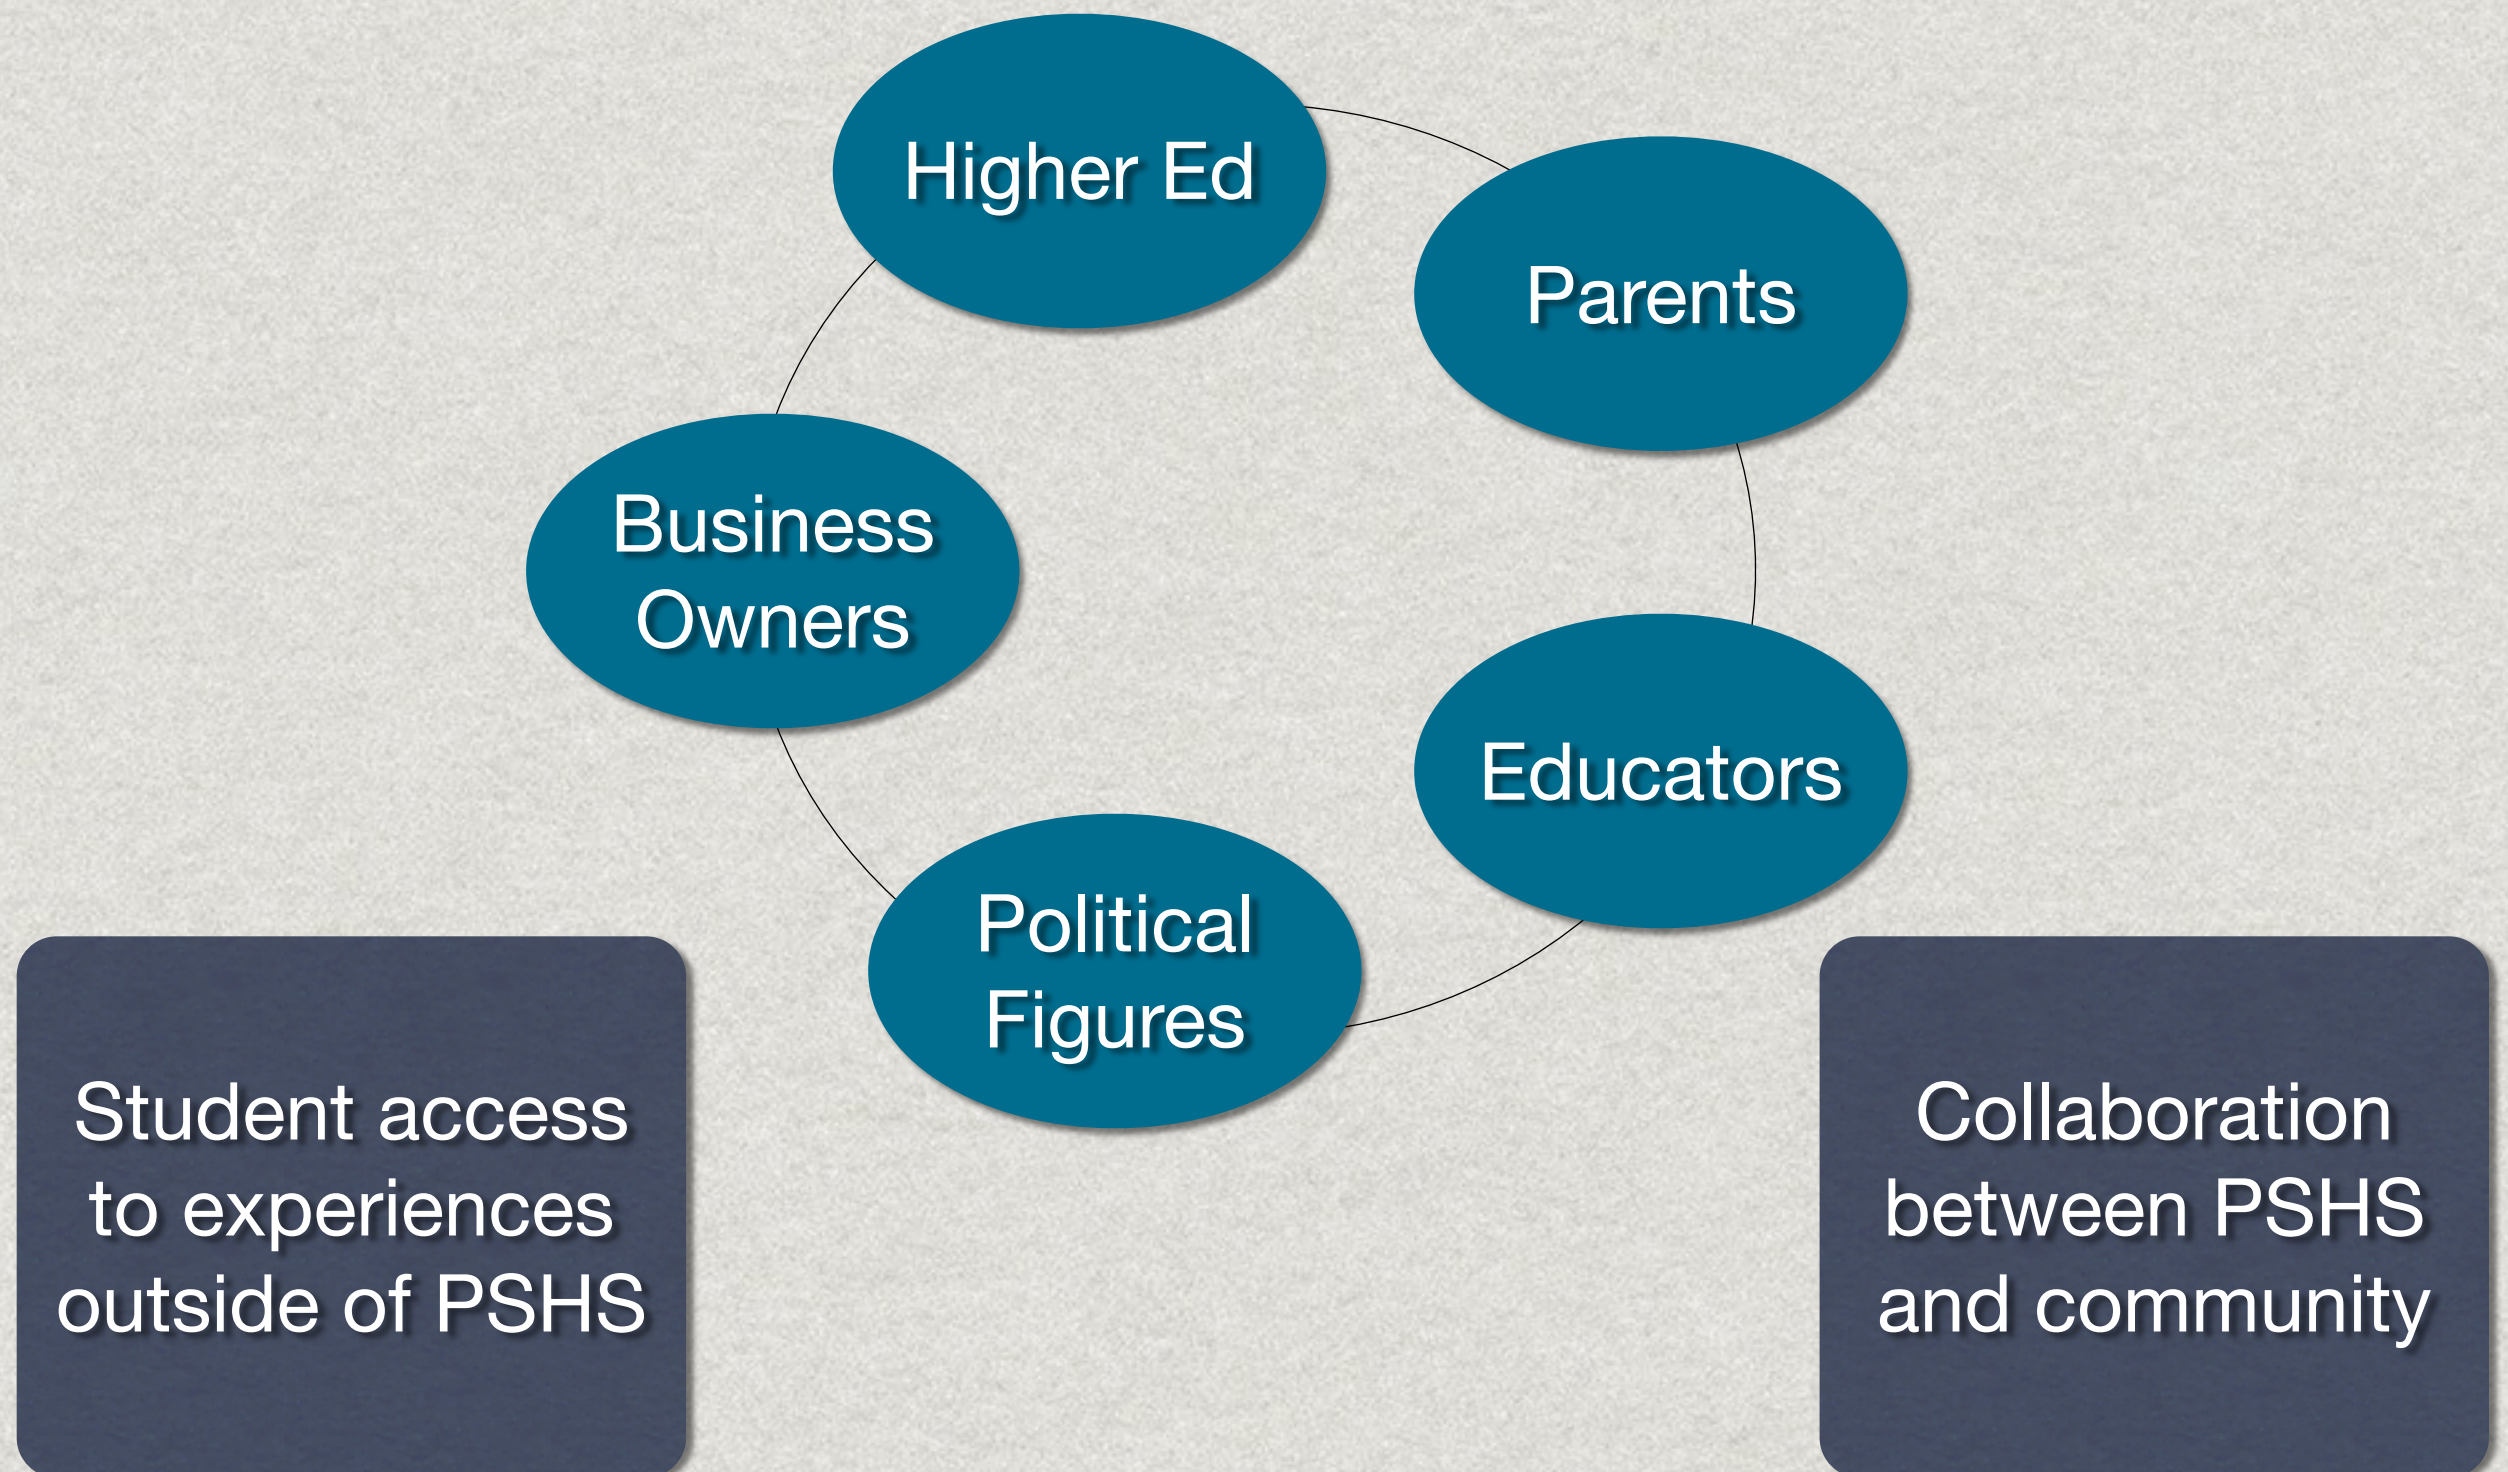 Higher Ed
Parents
Business
Owners
Educators
Political
Figures
Student access
to experiences
outside of PSHS
Collaboration
between PSHS
and community